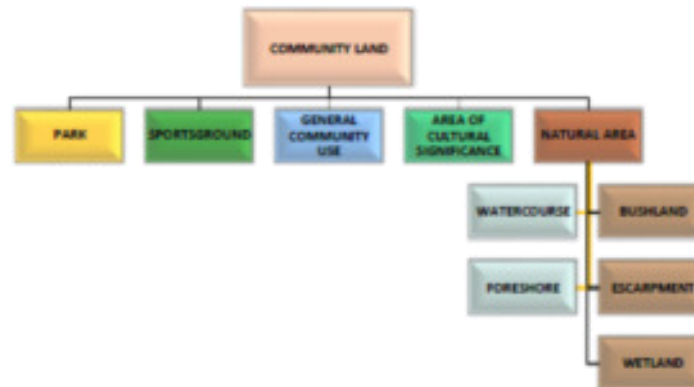 COMMUNITY LAND
PARK
SPORTSGROUND
GENERAL
COMMUNITY
USE
AREA OF
CULTURAL
SIGNIFICANCE
NATURAL AREA
WATERCOURSE
BUSHLAND
FORESHORE
ESCARPMENT
WETLAND